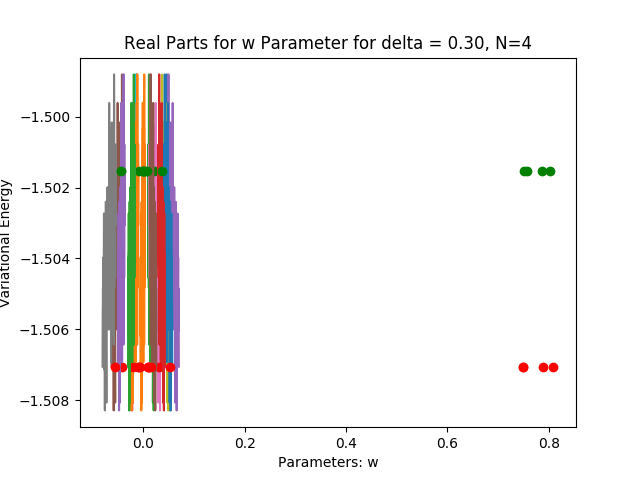 Real Parts for w Parameter for delta = 0.30, N=4
Variational Energy
−1.500
−1.502
−1.504
−1.506
−1.508
0.0 0.2 0.4 0.6 0.8
Parameters: w